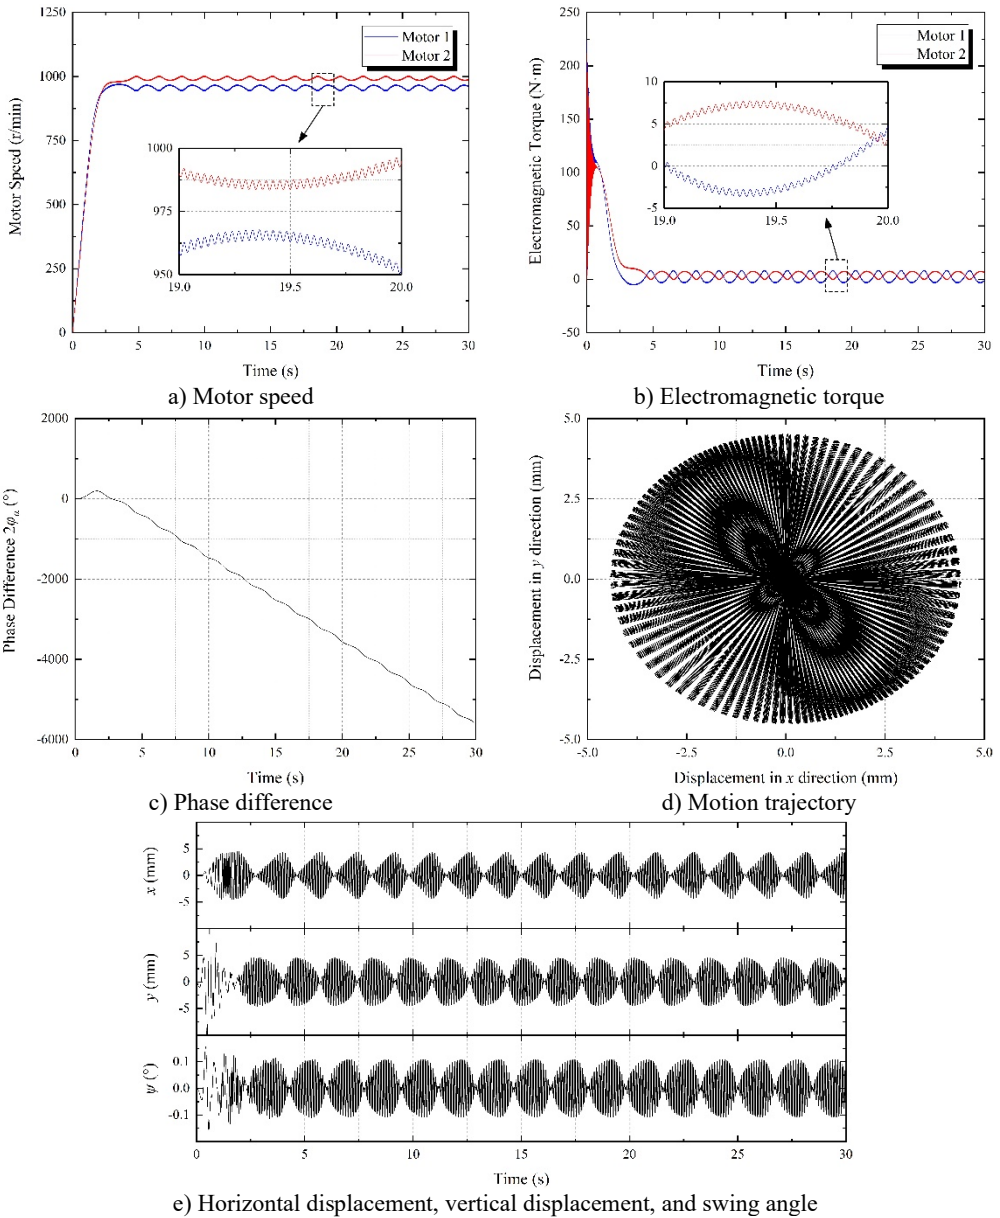 1250
1000
750
500
250
0
Motor Speed (r/min)
Motor 1
Motor 2
1000
975
950
19.0 19.5 20.0
0 5 10 15 20 25 30
Time (s)
a) Motor speed
250
200
150
100
50
0
-50
Electromagnetic Torque (N·m)
Motor 1
Motor 2
10
5
0
-5
19.0 19.5 20.0
0 5 10 15 20 25 30
Time (s)
b) Electromagnetic torque
2000
0
-2000
-4000
-6000
Phase Difference 2φα (°)
0 5 10 15 20 25 30
Time (s)
c) Phase difference
5.0
2.5
0.0
-2.5
-5.0
Displacement in y direction (mm)
-5.0 -2.5 0.0 2.5 5.0
Displacement in x direction (mm)
d) Motion trajectory
x (mm)
5
0
-5
y (mm)
5
0
-5
ψ (°)
0.1
0.0
-0.1
0 5 10 15 20 25 30
Time (s)
e) Horizontal displacement, vertical displacement, and swing angle